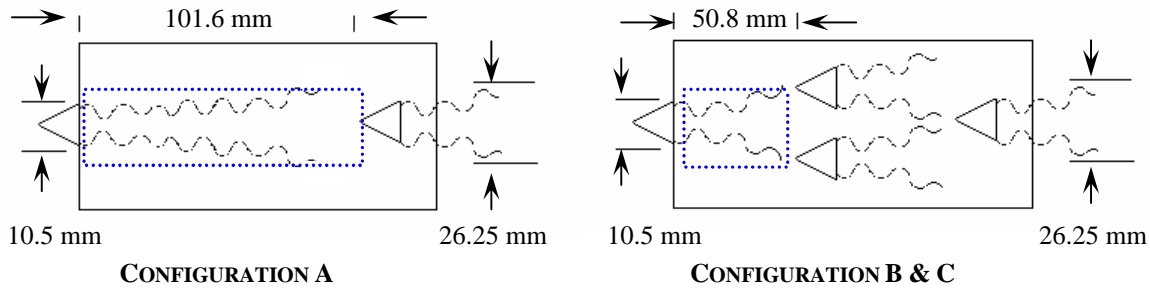 101.6 mm
50.8 mm
10.5 mm
26.25 mm
10.5 mm
26.25 mm
CONFIGURATION A
CONFIGURATION B & C